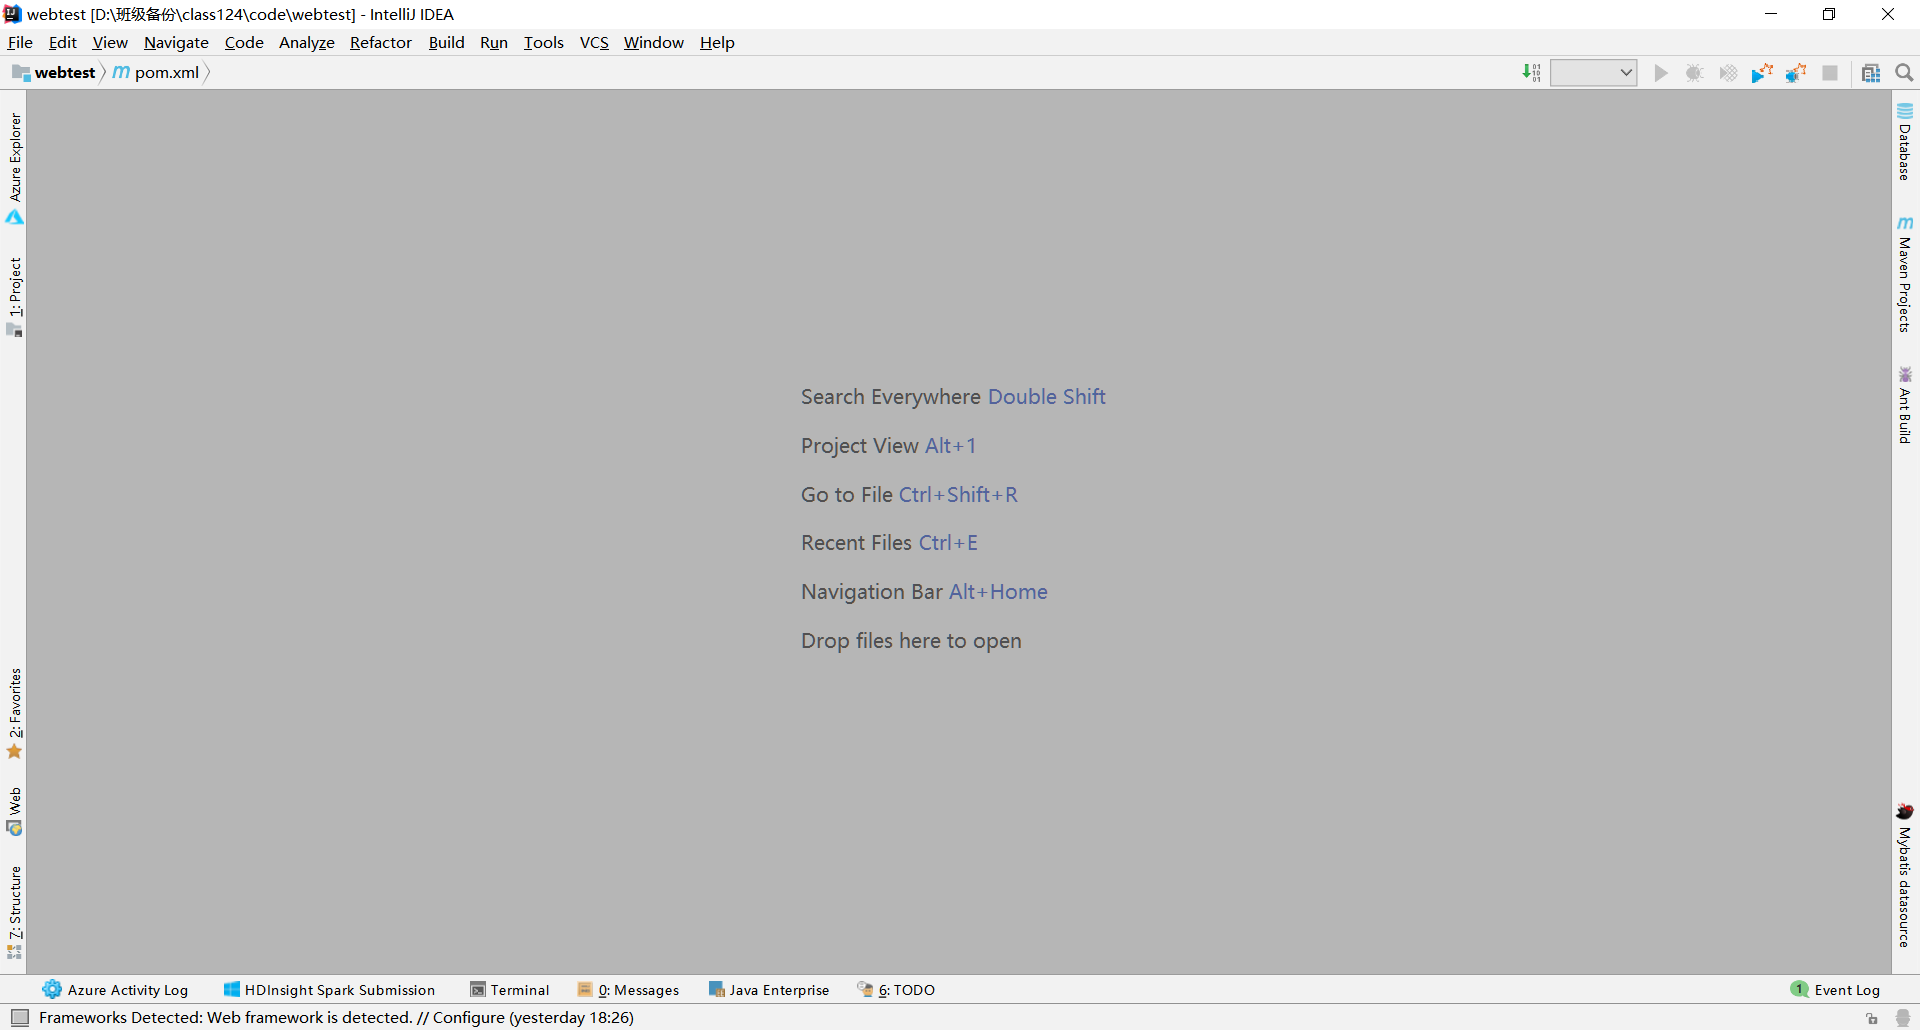 webtest [D:\班级备份\class124\code\webtest] - IntelliJ IDEA
File Edit View Navigate Code Analyze Refactor Build Run Tools VCS Window Help
webtest pom.xml
Azure Explorer
1: Project
2: Favorites
Web
7: Structure
Search Everywhere Double Shift
Project View Alt+1
Go to File Ctrl+Shift+R
Recent Files Ctrl+E
Navigation Bar Alt+Home
Drop files here to open
Database
Maven Projects
Ant Build
Mybatis datasource
Azure Activity Log HDInsight Spark Submission Terminal 0: Messages Java Enterprise 6: TODO 1 Event Log
Frameworks Detected: Web framework is detected. // Configure (yesterday 18:26)